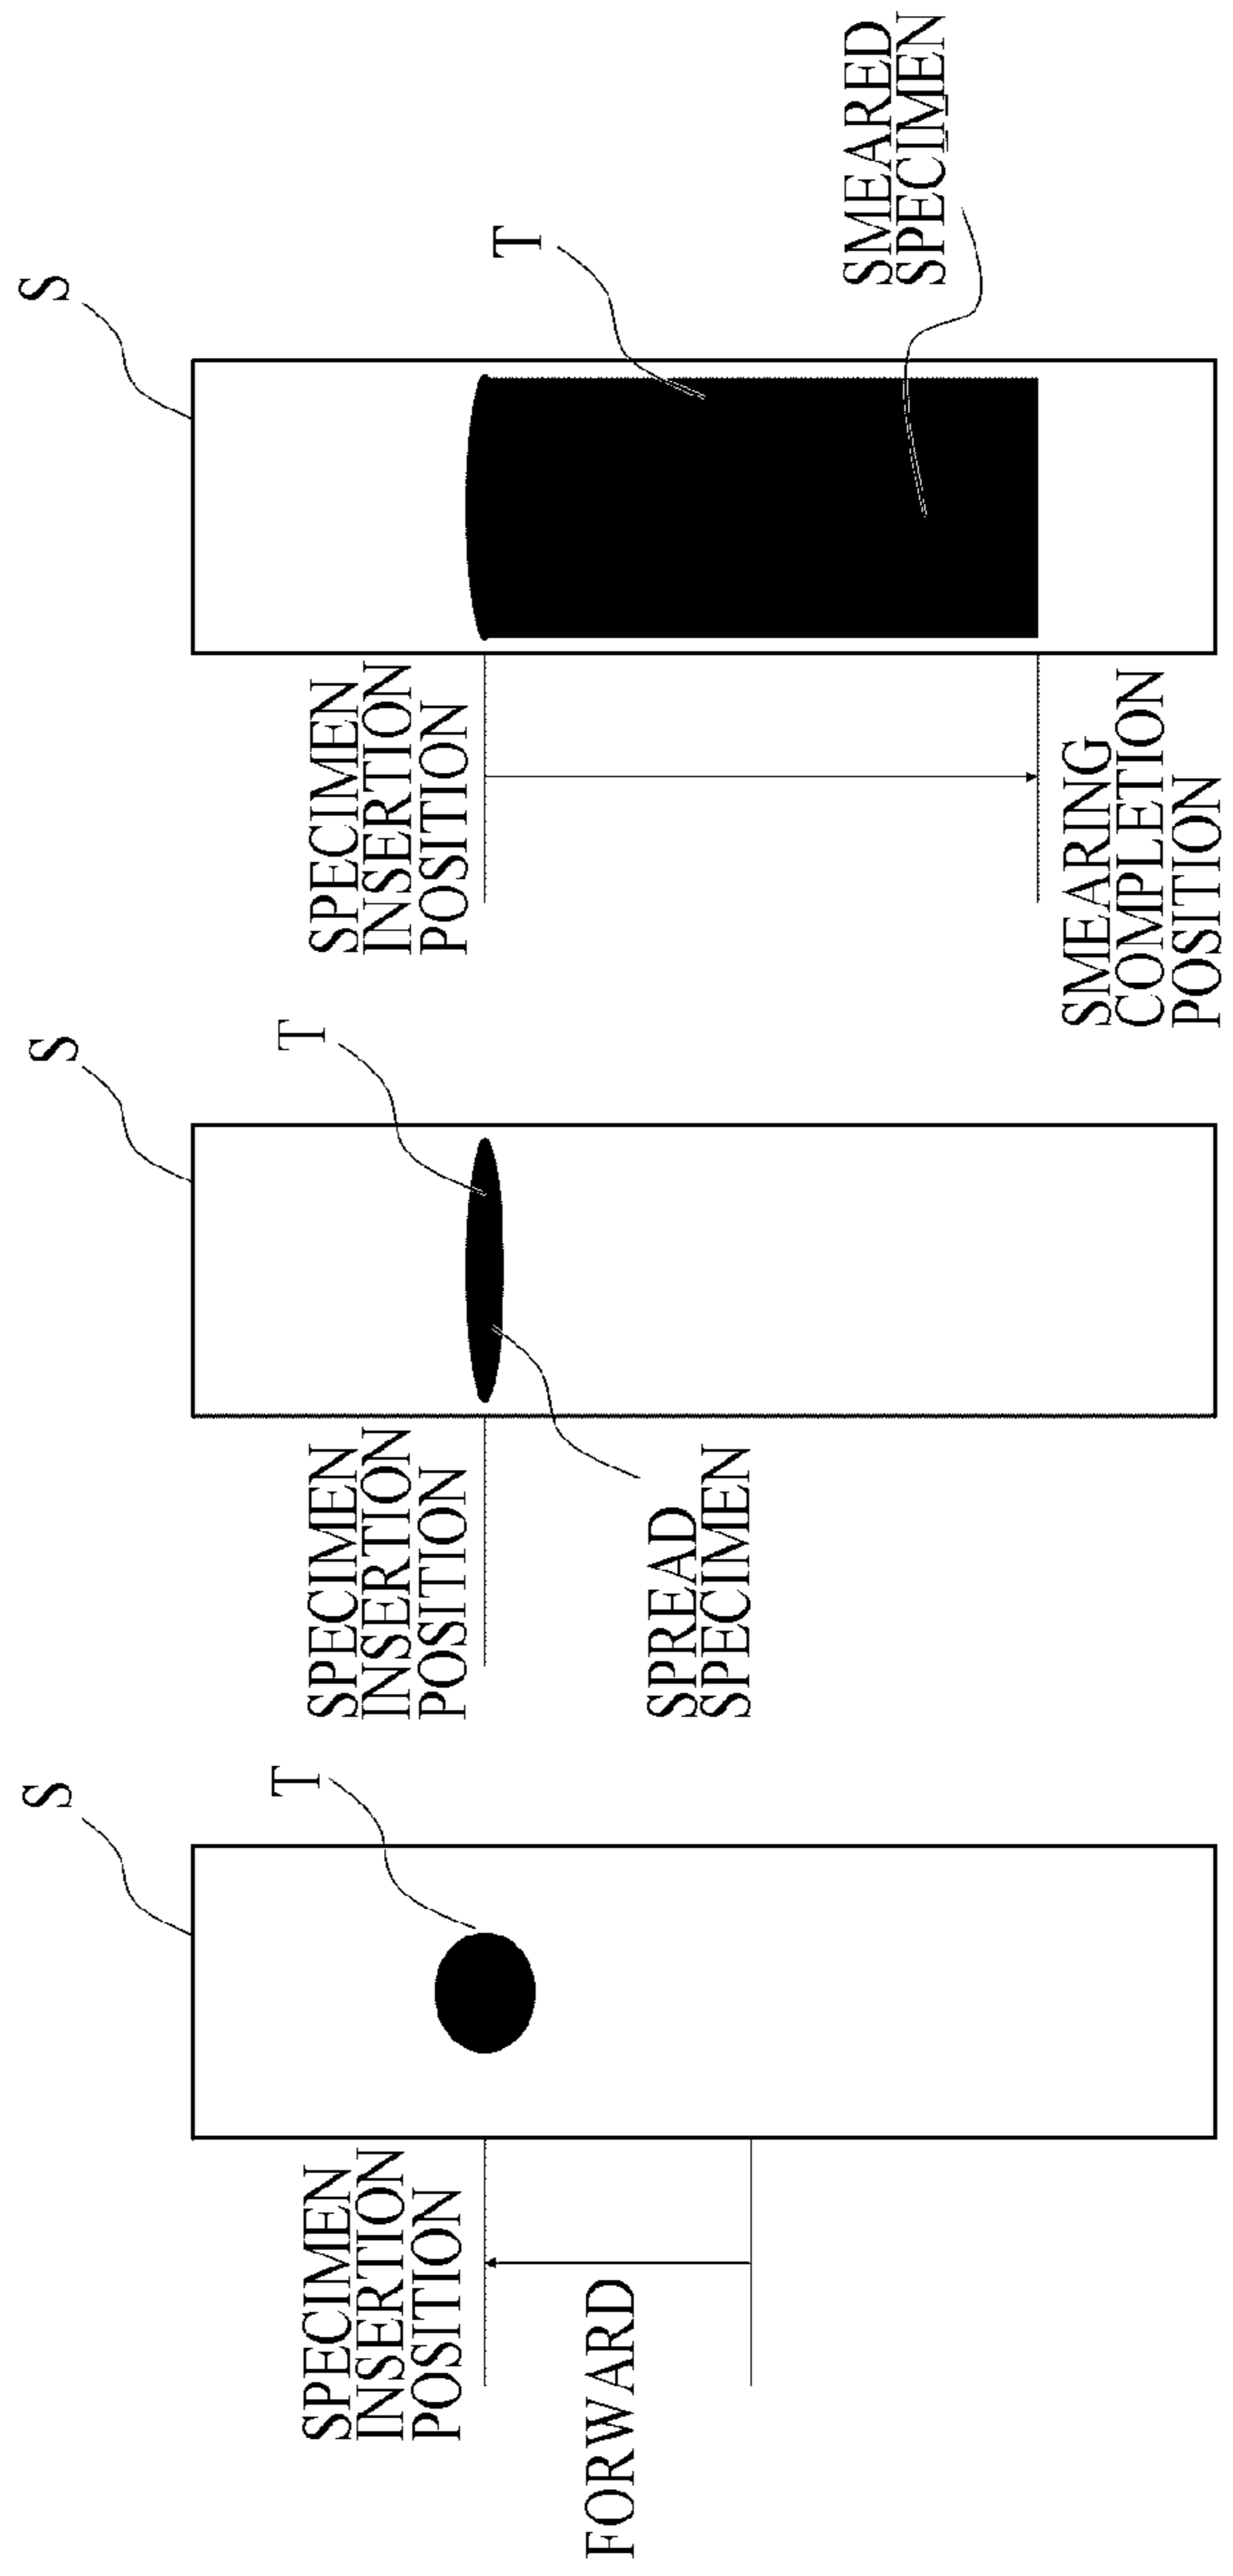 S
T
SPECIMEN
INSERTION
POSITION
FORWARD
S
T
SPECIMEN
INSERTION
POSITION
SPREAD
SPECIMEN
S
T
SPECIMEN
INSERTION
POSITION
SMEARED
SPECIMEN
SMEARING
COMPLETION
POSITION